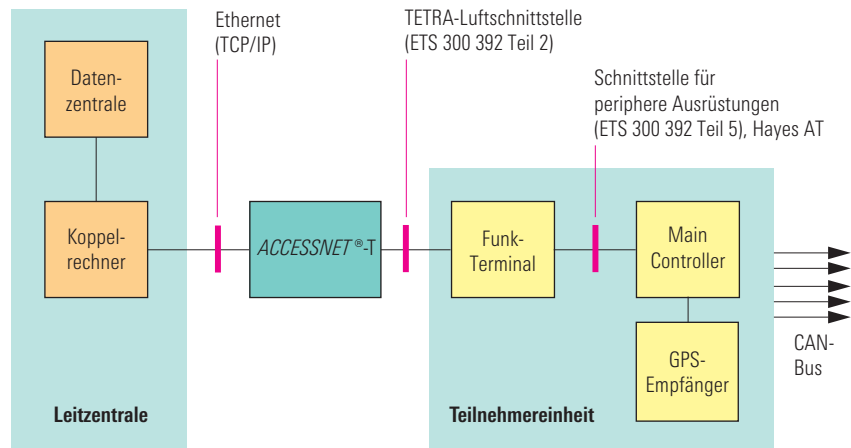 Ethernet
(TCP/IP)
TETRA-Luftschnittstelle
(ETS 300 392 Teil 2)
Schnittstelle für
periphere Ausrüstungen
(ETS 300 392 Teil 5), Hayes AT
Daten-
zentrale
Koppel-
rechner
ACCESSNET®-T
Funk-
Terminal
Main
Controller
GPS-
Empfänger
CAN-
Bus
Leitzentrale
Teilnehmereinheit